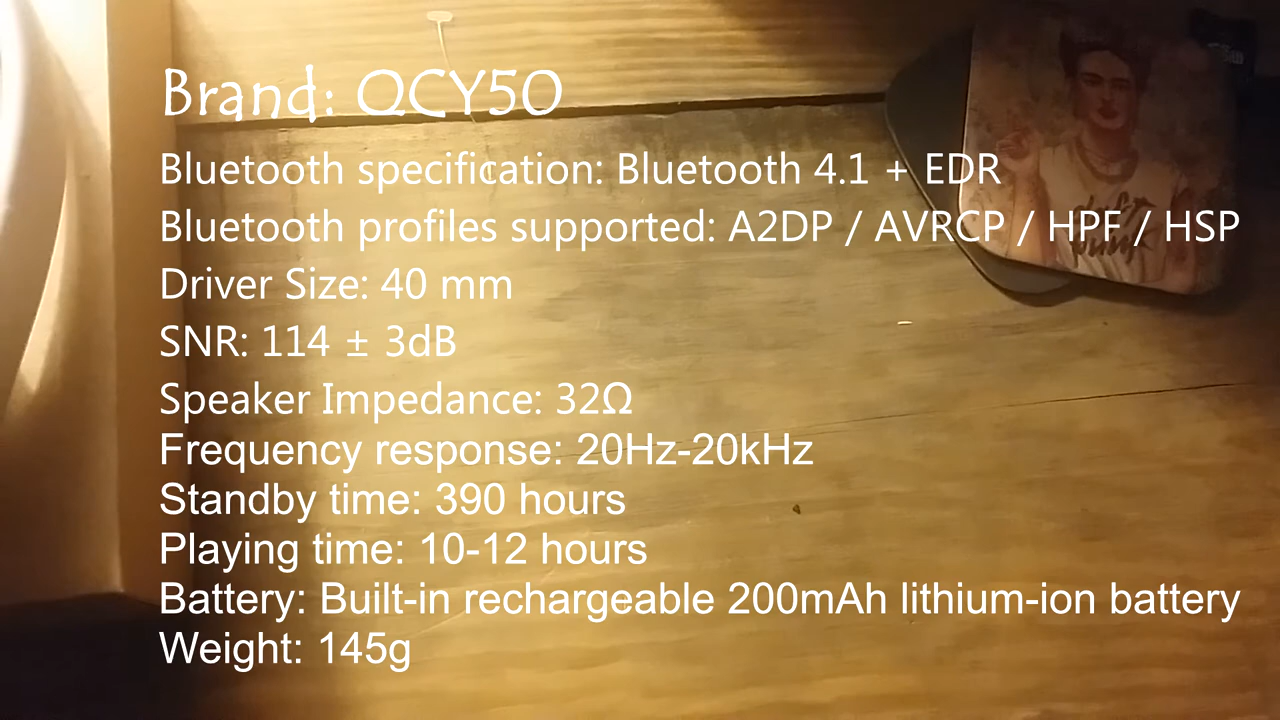 Brand: QCY50
Bluetooth specification: Bluetooth 4.1 + EDR
Bluetooth profiles supported: A2DP / AVRCP / HPF / HSP
Driver Size: 40 mm
SNR: 114 ± 3dB
Speaker Impedance: 32Ω
Frequency response: 20Hz-20kHz
Standby time: 390 hours
Playing time: 10-12 hours
Battery: Built-in rechargeable 200mAh lithium-ion battery
Weight: 145g